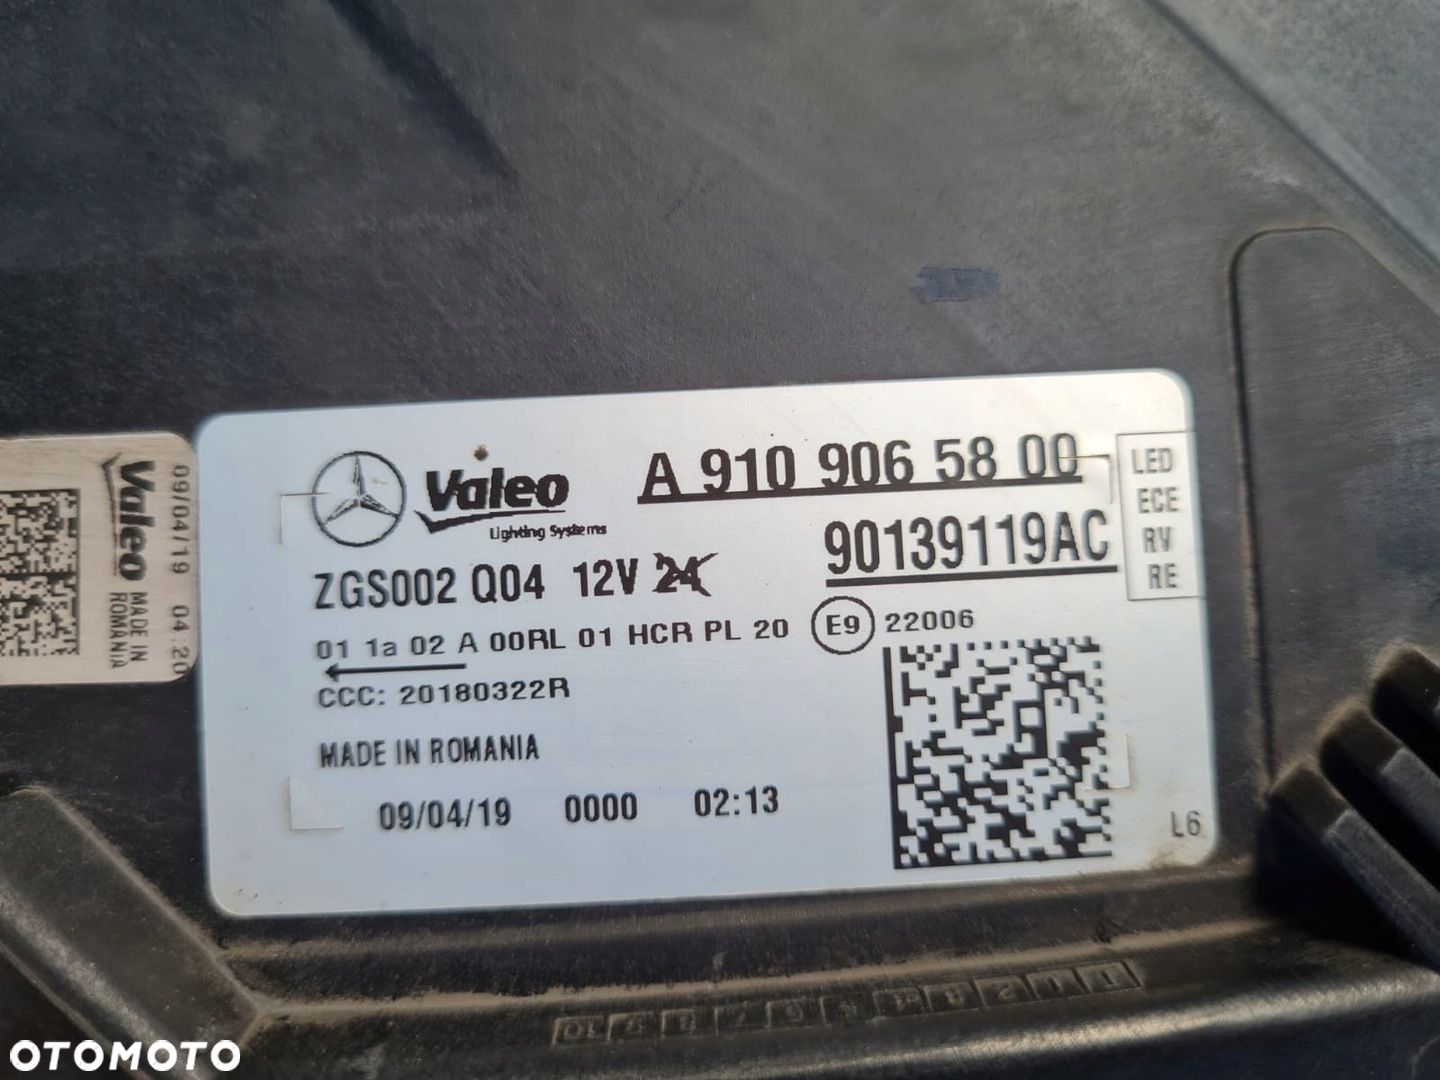 Valeo
MADE IN
ROMANIA
09/04/19 04:20
Valeo
Lighting Systems
A 910 906 58 00
90139119AC
LED
ECE
RV
RE
ZGS002 Q04 12V 24
01 1a 02 A 00RL 01 HCR PL 20 E9 22006
CCC: 20180322R
MADE IN ROMANIA
09/04/19 0000 02:13
L6
OTOMOTO